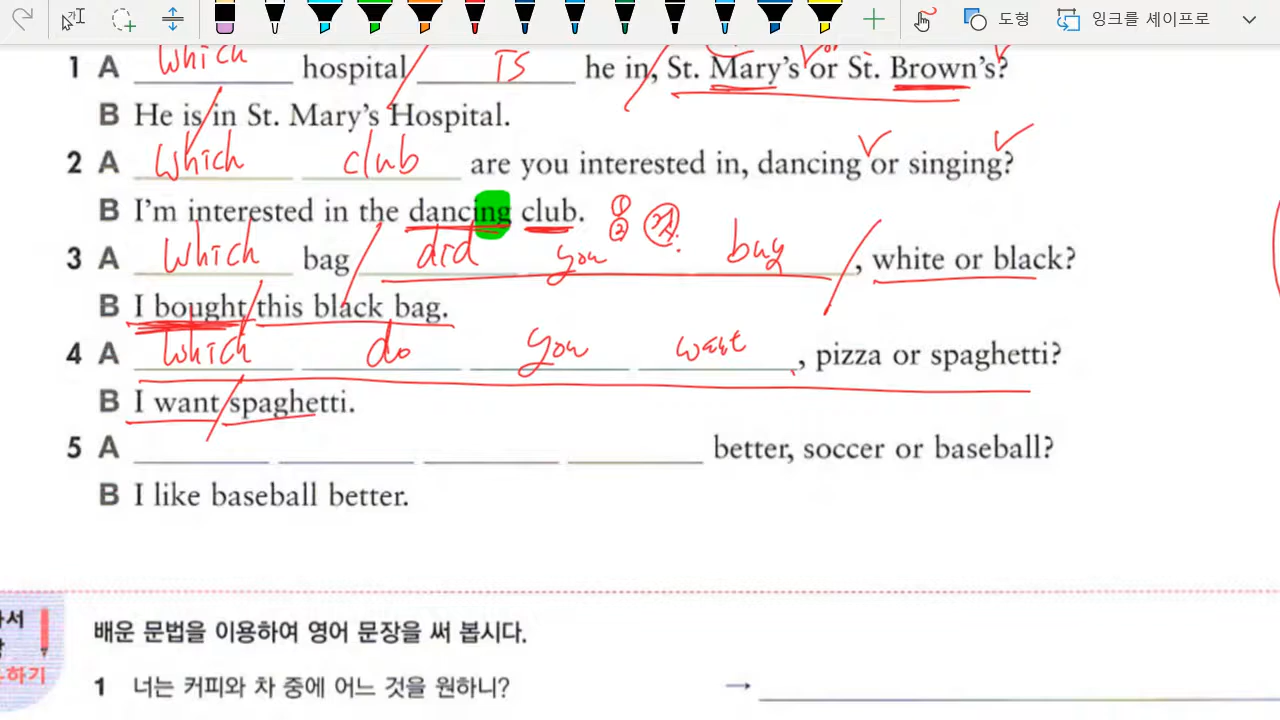 도형 잉크를 셰이프로
1 A Which hospital is he in, St. Mary's or St. Brown's?
B He is in St. Mary's Hospital.
2 A Which club are you interested in, dancing or singing?
B I'm interested in the dancing club. ① ②
3 A Which bag did you buy, white or black?
B I bought this black bag.
4 A Which do you want, pizza or spaghetti?
B I want spaghetti.
5 A better, soccer or baseball?
B I like baseball better.
하기
배운 문법을 이용하여 영어 문장을 써 봅시다.
1 너는 커피와 차 중에 어느 것을 원하니? →